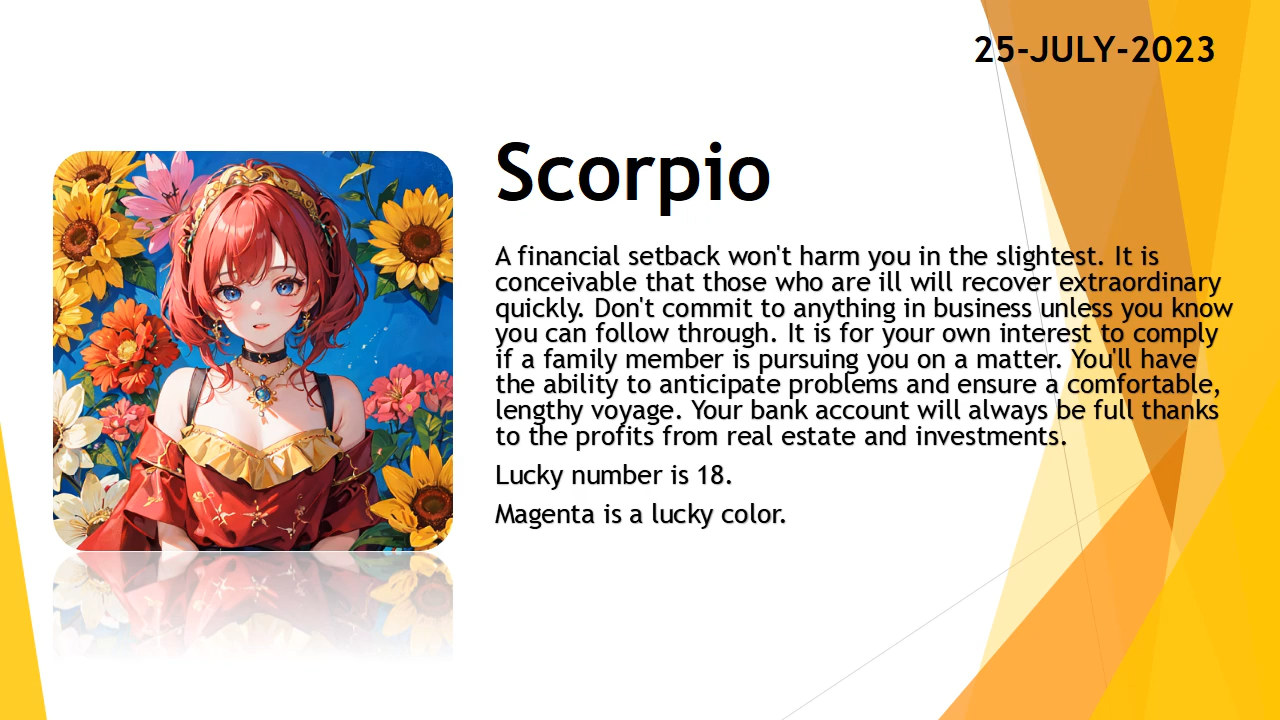 25-JULY-2023
Scorpio
A financial setback won't harm you in the slightest. It is
conceivable that those who are ill will recover extraordinary
quickly. Don't commit to anything in business unless you know
you can follow through. It is for your own interest to comply
if a family member is pursuing you on a matter. You'll have
the ability to anticipate problems and ensure a comfortable,
lengthy voyage. Your bank account will always be full thanks
to the profits from real estate and investments.
Lucky number is 18.
Magenta is a lucky color.